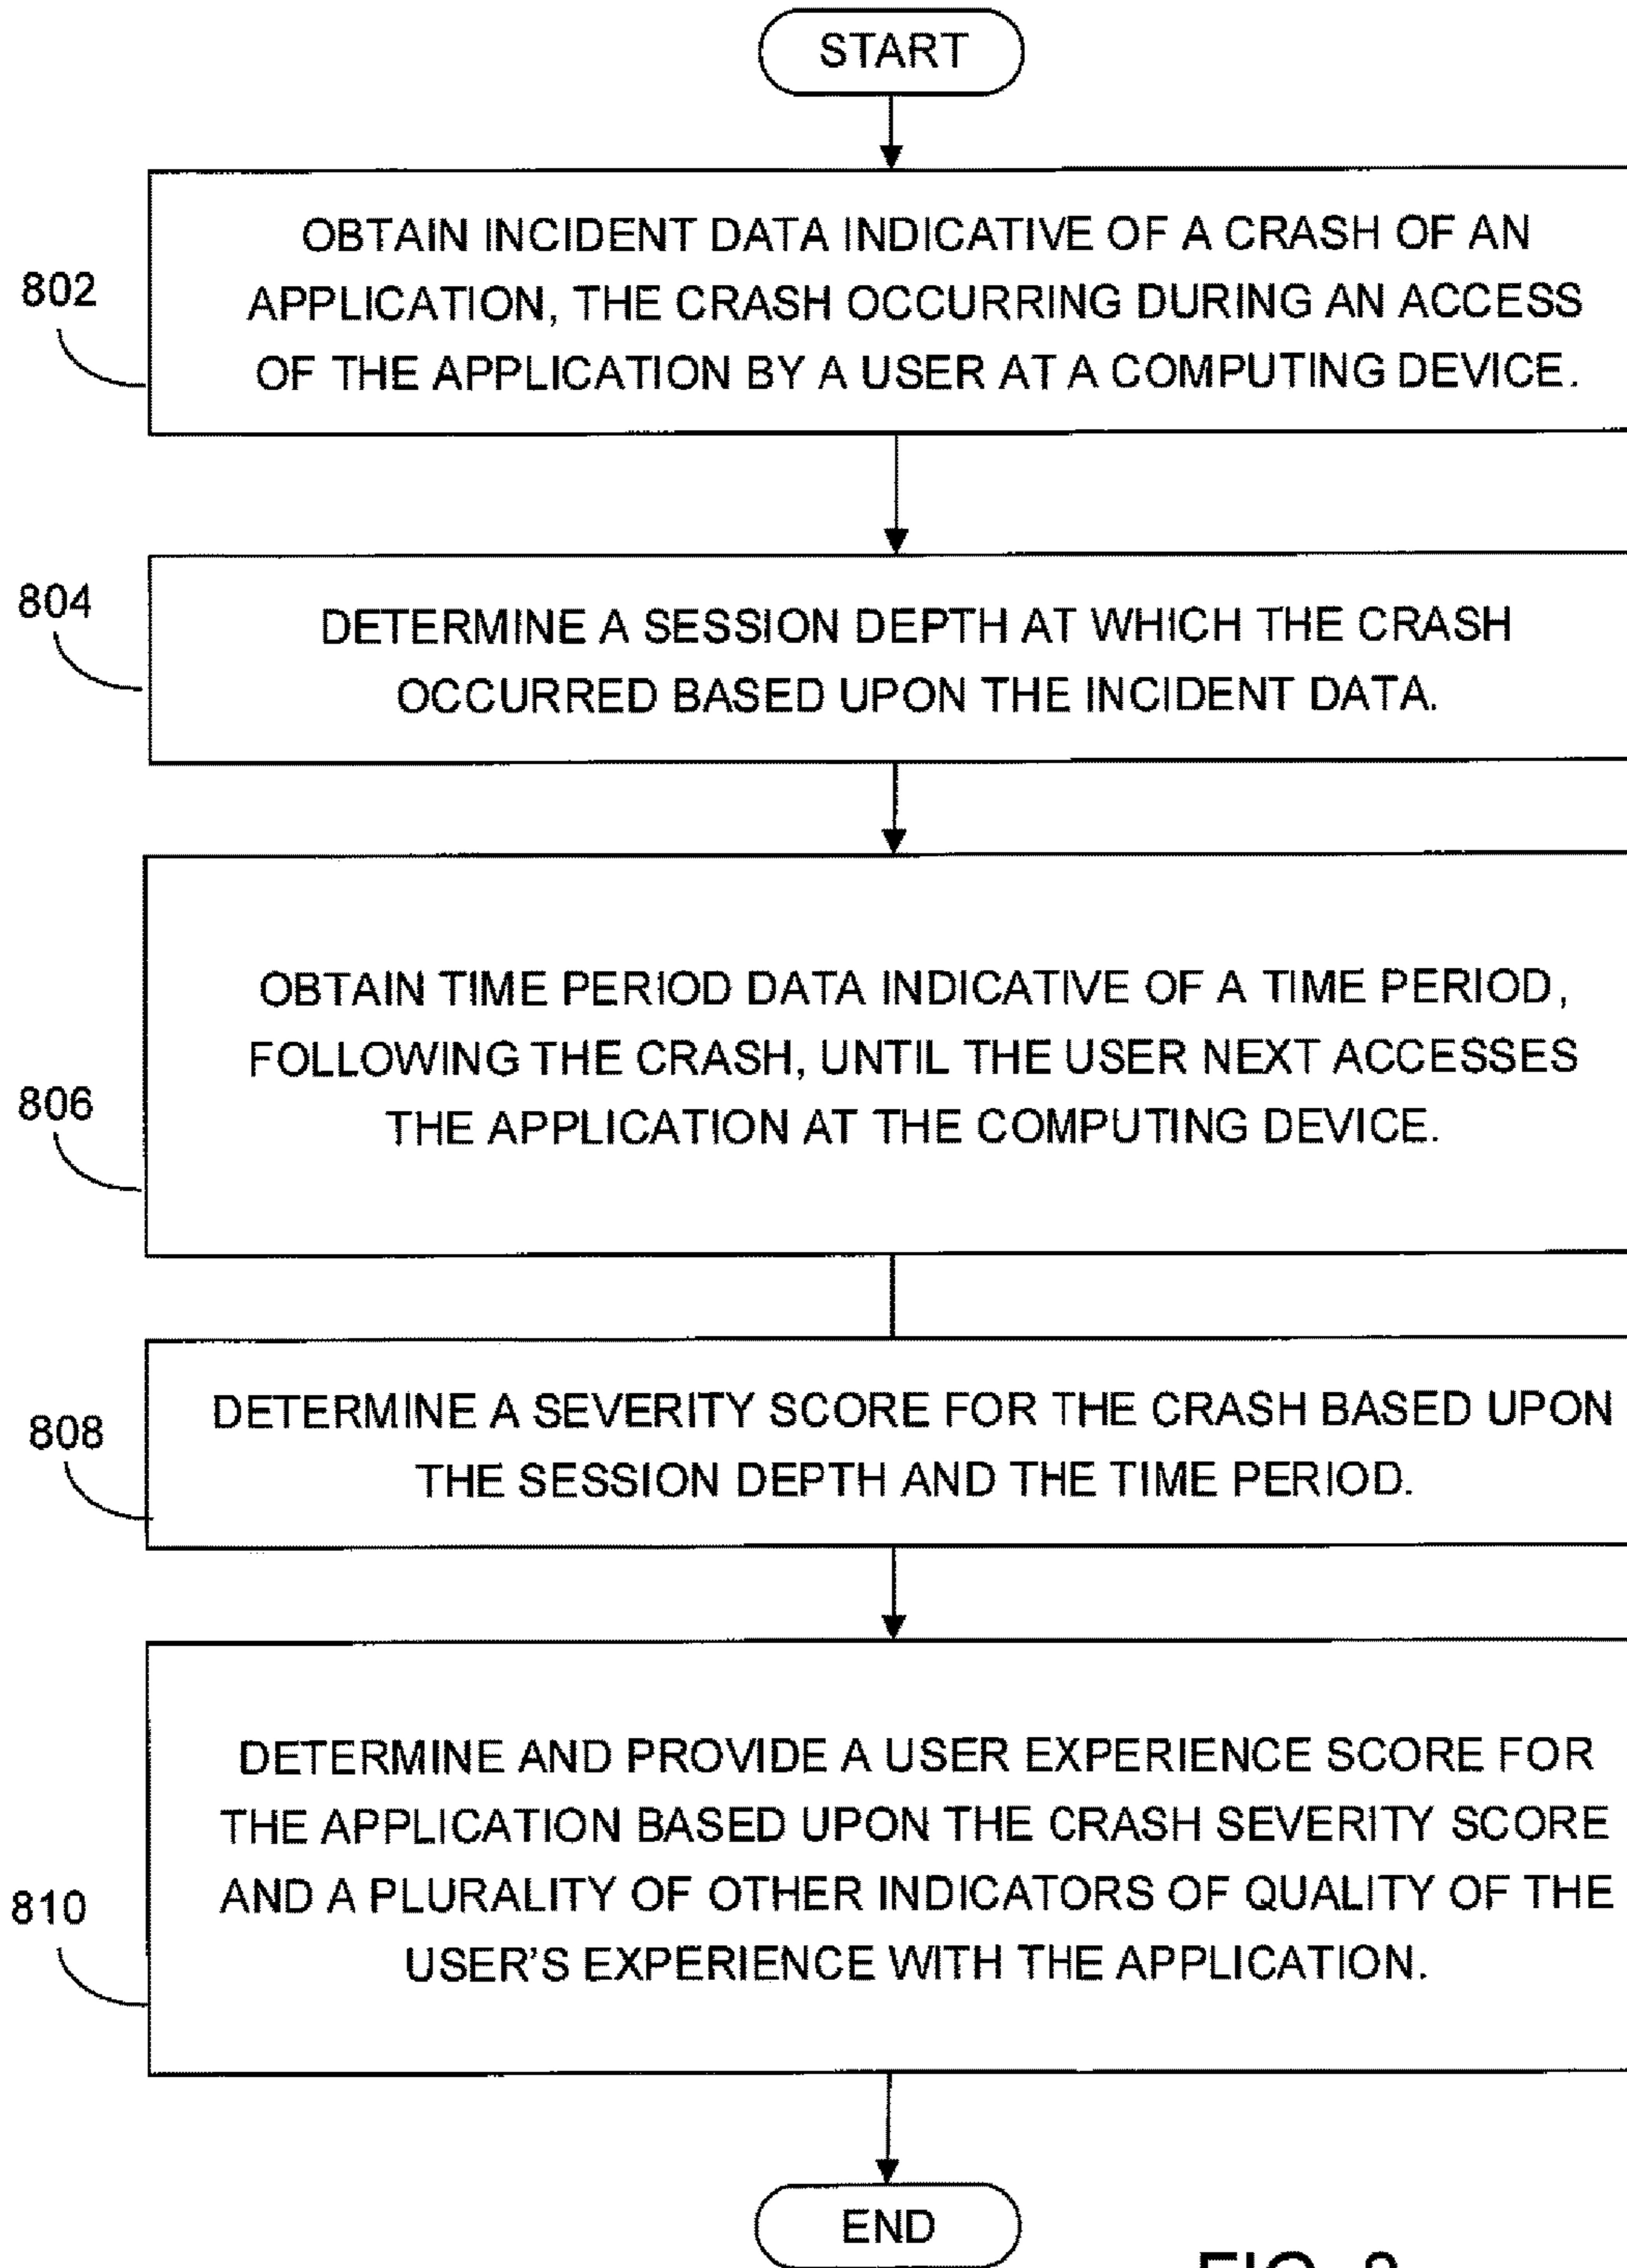 START
802
OBTAIN INCIDENT DATA INDICATIVE OF A CRASH OF AN
APPLICATION, THE CRASH OCCURRING DURING AN ACCESS
OF THE APPLICATION BY A USER AT A COMPUTING DEVICE.
804
DETERMINE A SESSION DEPTH AT WHICH THE CRASH
OCCURRED BASED UPON THE INCIDENT DATA.
806
OBTAIN TIME PERIOD DATA INDICATIVE OF A TIME PERIOD,
FOLLOWING THE CRASH, UNTIL THE USER NEXT ACCESSES
THE APPLICATION AT THE COMPUTING DEVICE.
808
DETERMINE A SEVERITY SCORE FOR THE CRASH BASED UPON
THE SESSION DEPTH AND THE TIME PERIOD.
810
DETERMINE AND PROVIDE A USER EXPERIENCE SCORE FOR
THE APPLICATION BASED UPON THE CRASH SEVERITY SCORE
AND A PLURALITY OF OTHER INDICATORS OF QUALITY OF THE
USER'S EXPERIENCE WITH THE APPLICATION.
END
FIG. 8